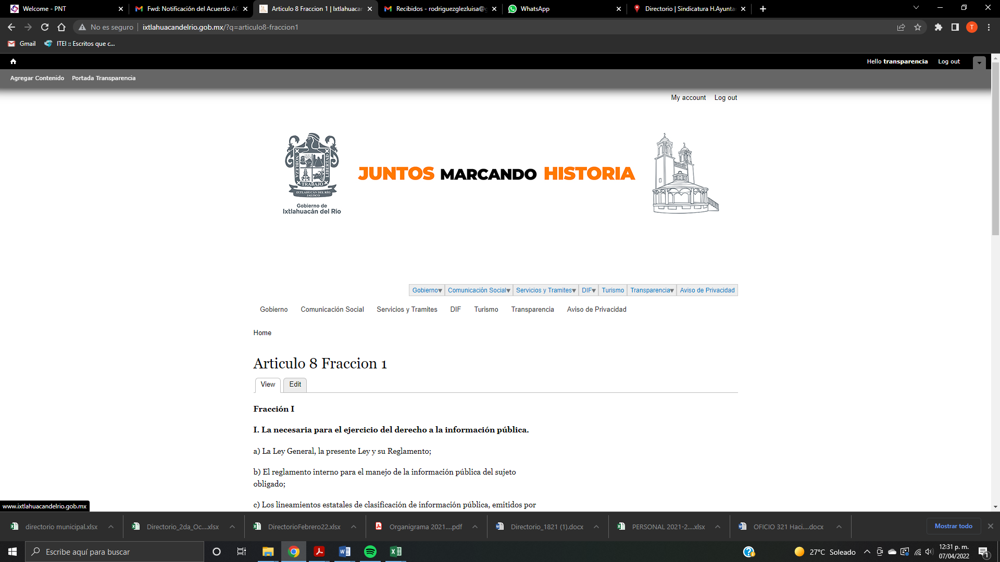 Welcome - PNT
Fwd: Notificación del Acuerdo AG
Articulo 8 Fraccion 1 | Ixtlahuacan
Recibidos - rodriguezglezluisa@g
WhatsApp
Directorio | Sindicatura H.Ayunta
No es seguro
ixtlahuacandelrio.gob.mx/?q=articulo8-fraccion1
T
Gmail
ITEI :: Escritos que c...
Hello transparencia
Log out
Agregar Contenido
Portada Transparencia
My account
Log out
NOBLEZA
LIBERTAD
TRABAJO
IXTLAHUACÁN DEL RÍO
JALISCO
Gobierno de
Ixtlahuacán del Río
JUNTOS MARCANDO HISTORIA
Gobierno
Comunicación Social
Servicios y Tramites
DIF
Turismo
Transparencia
Aviso de Privacidad
Gobierno
Comunicación Social
Servicios y Tramites
DIF
Turismo
Transparencia
Aviso de Privacidad
Home
Articulo 8 Fraccion 1
View
Edit
Fracción I
I. La necesaria para el ejercicio del derecho a la información pública.
a) La Ley General, la presente Ley y su Reglamento;
b) El reglamento interno para el manejo de la información pública del sujeto
obligado;
c) Los lineamientos estatales de clasificación de información pública, emitidos por
www.ixtlahuacandelrio.gob.mx
directorio municipal.xlsx
Directorio_2da_Oc....xlsx
DirectorioFebrero22.xlsx
Organigrama 2021....pdf
Directorio_1821 (1).docx
PERSONAL 2021-2....xlsx
OFICIO 321 Haci....docx
Mostrar todo
Escribe aquí para buscar
27°C Soleado
12:31 p. m.
07/04/2022
1